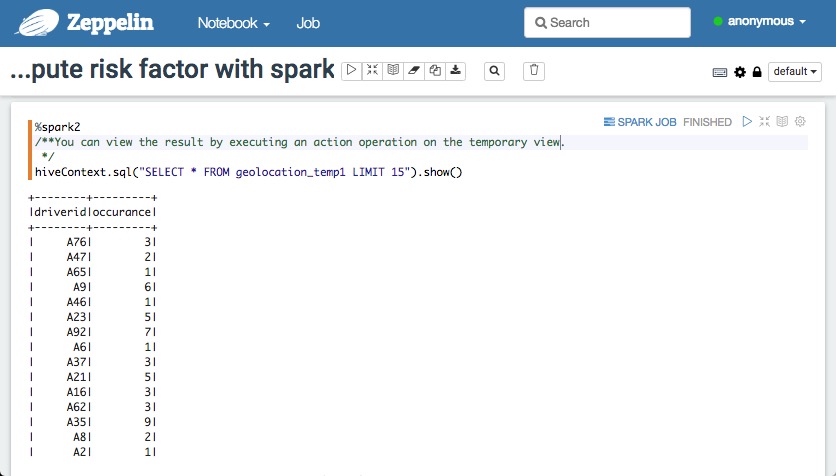 Zeppelin Notebook Job Search anonymous
...pute risk factor with spark default
%spark2 SPARK JOB FINISHED
/**You can view the result by executing an action operation on the temporary view.
*/
hiveContext.sql("SELECT * FROM geolocation_temp1 LIMIT 15").show()
+--------+---------+
|driverid|occurance|
+--------+---------+
| A76| 3|
| A47| 2|
| A65| 1|
| A9| 6|
| A46| 1|
| A23| 5|
| A92| 7|
| A6| 1|
| A37| 3|
| A21| 5|
| A16| 3|
| A62| 3|
| A35| 9|
| A8| 2|
| A2| 1|